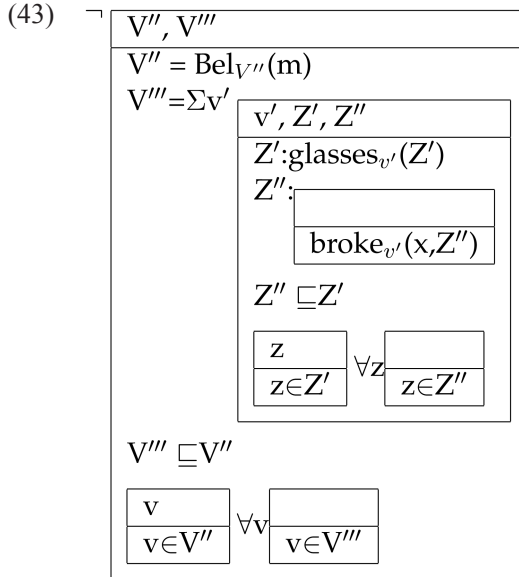 (43) ¬
V″, V‴
V″ = Bel_{V″}(m)
V‴=Σv′
v′, Z′, Z″
Z′:glasses_{v′}(Z′)
Z″:
broke_{v′}(x,Z″)
Z″ ⊑Z′
z
z∈Z′
∀z
z∈Z″
V‴ ⊑V″
v
v∈V″
∀v
v∈V‴